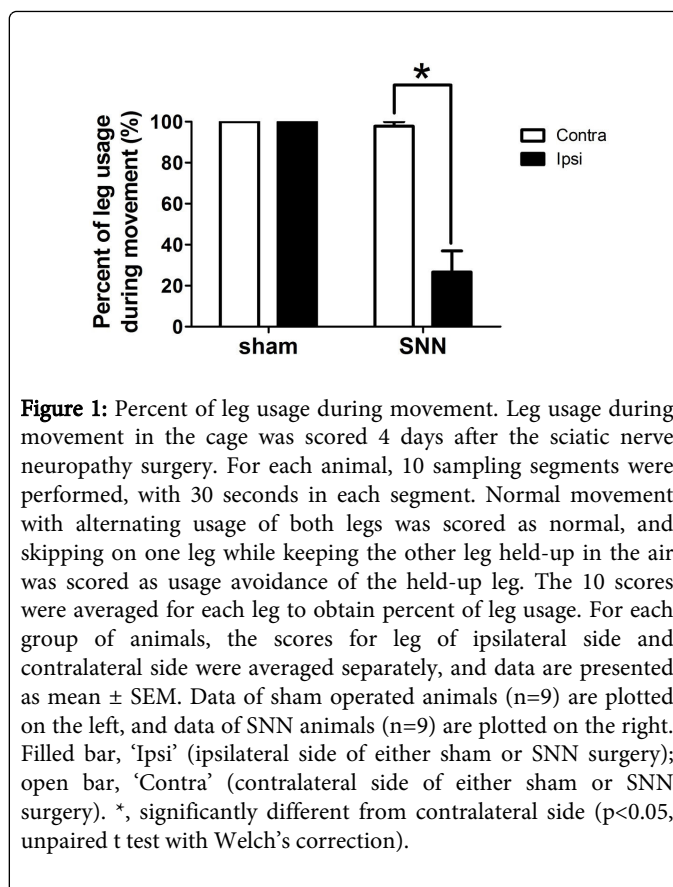 *
Percent of leg usage
during movement (%)
100
80
60
40
20
0
sham
SNN
Contra
Ipsi
Figure 1: Percent of leg usage during movement. Leg usage during
movement in the cage was scored 4 days after the sciatic nerve
neuropathy surgery. For each animal, 10 sampling segments were
performed, with 30 seconds in each segment. Normal movement
with alternating usage of both legs was scored as normal, and
skipping on one leg while keeping the other leg held-up in the air
was scored as usage avoidance of the held-up leg. The 10 scores
were averaged for each leg to obtain percent of leg usage. For each
group of animals, the scores for leg of ipsilateral side and
contralateral side were averaged separately, and data are presented
as mean ± SEM. Data of sham operated animals (n=9) are plotted
on the left, and data of SNN animals (n=9) are plotted on the right.
Filled bar, ‘Ipsi’ (ipsilateral side of either sham or SNN surgery);
open bar, ‘Contra’ (contralateral side of either sham or SNN
surgery). *, significantly different from contralateral side (p<0.05,
unpaired t test with Welch’s correction).